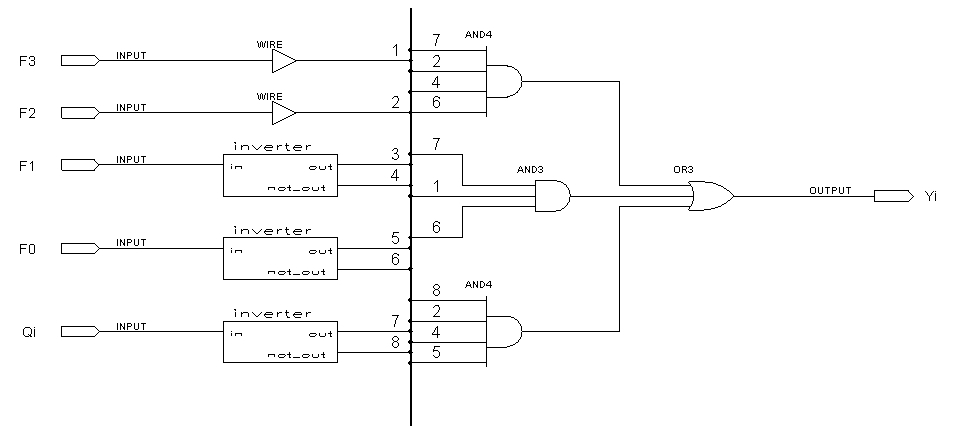 AND4
WIRE
F3 INPUT 1 7
2
4
WIRE
F2 INPUT 2 6
inverter
F1 INPUT in out 3 7
not_out 4
AND3 OR3
1 OUTPUT Yi
inverter
6
F0 INPUT in out 5
not_out 6
AND4
8
inverter
2
Qi INPUT in out 7
4
not_out 8
5